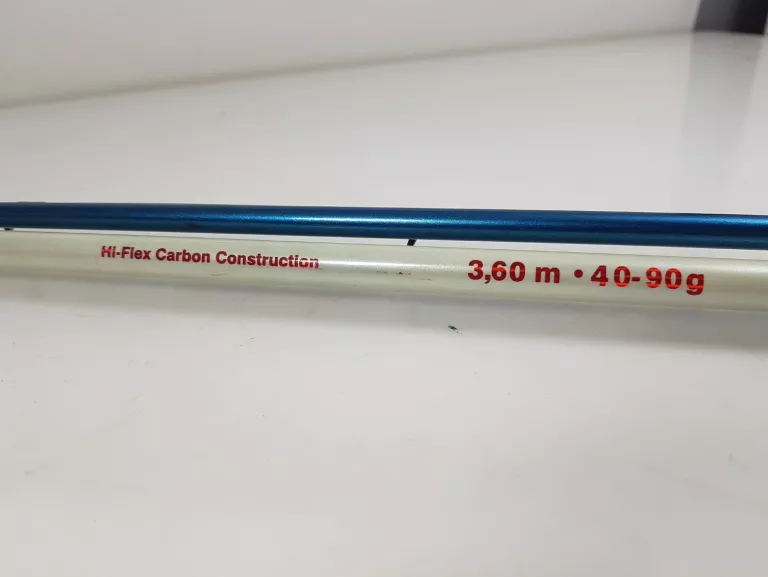 Hi-Flex Carbon Construction 3,60 m • 40-90g